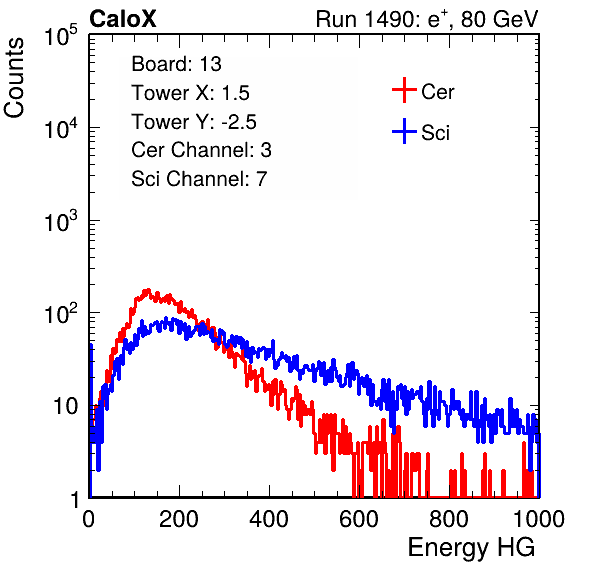 CaloX Run 1490: e⁺, 80 GeV
Counts
10⁵
10⁴
10³
10²
10
1
Board: 13
Tower X: 1.5
Tower Y: -2.5
Cer Channel: 3
Sci Channel: 7
Cer
Sci
0 200 400 600 800 1000
Energy HG